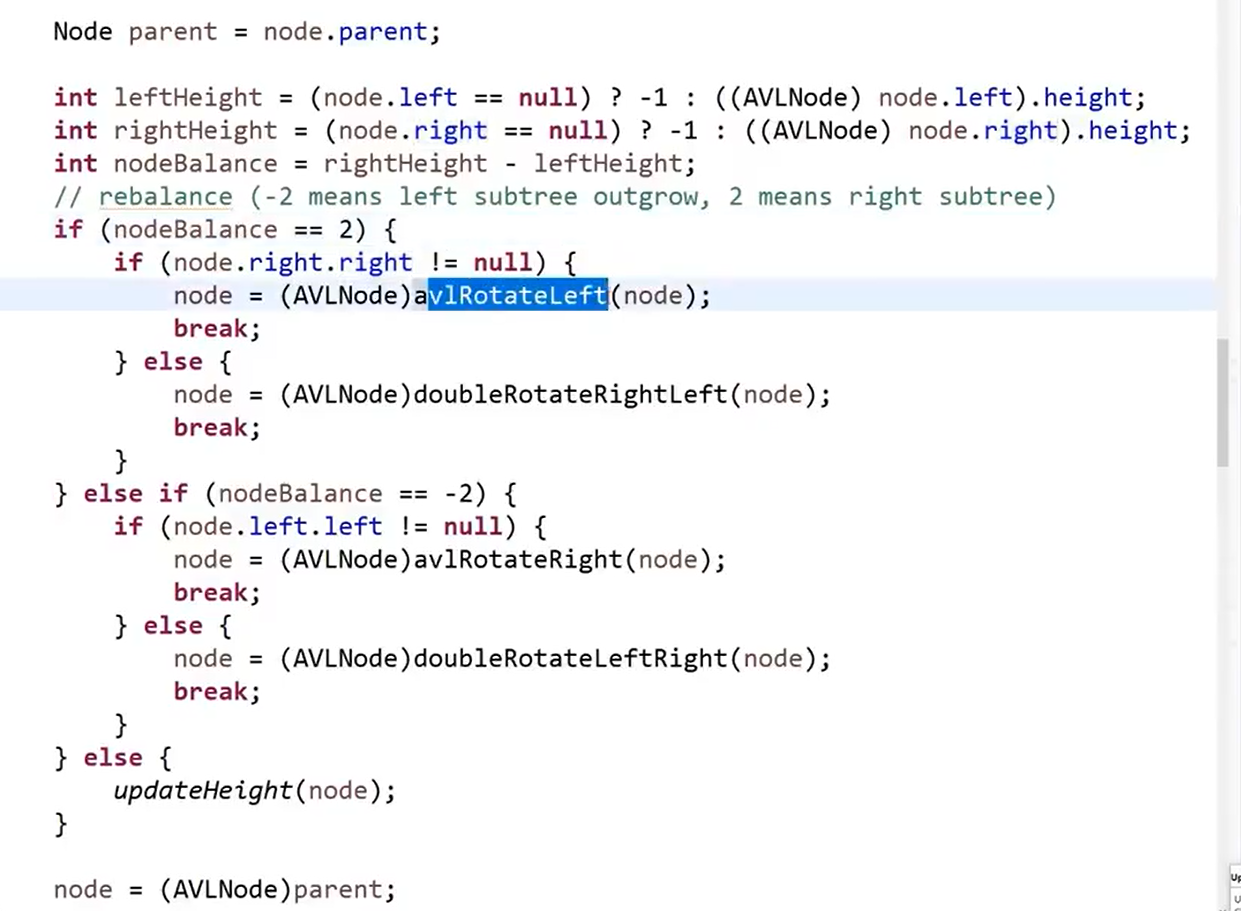 Node parent = node.parent;
int leftHeight = (node.left == null) ? -1 : ((AVLNode) node.left).height;
int rightHeight = (node.right == null) ? -1 : ((AVLNode) node.right).height;
int nodeBalance = rightHeight - leftHeight;
// rebalance (-2 means left subtree outgrow, 2 means right subtree)
if (nodeBalance == 2) {
    if (node.right.right != null) {
        node = (AVLNode)avlRotateLeft(node);
        break;
    } else {
        node = (AVLNode)doubleRotateRightLeft(node);
        break;
    }
} else if (nodeBalance == -2) {
    if (node.left.left != null) {
        node = (AVLNode)avlRotateRight(node);
        break;
    } else {
        node = (AVLNode)doubleRotateLeftRight(node);
        break;
    }
} else {
    updateHeight(node);
}
node = (AVLNode)parent;